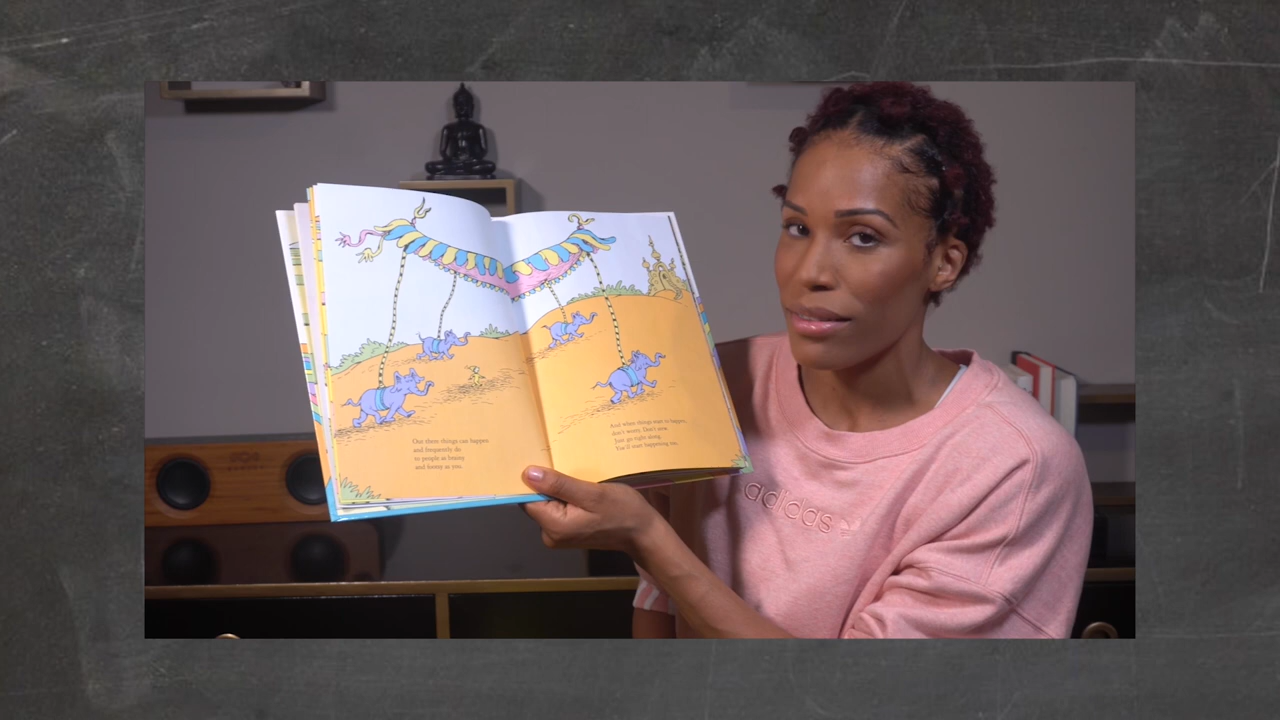 Out there things can happen
and frequently do
to people as brainy
and footsy as you.
And when things start to happen,
don't worry. Don't stew.
Just go right along.
You'll start happening too.
adidas